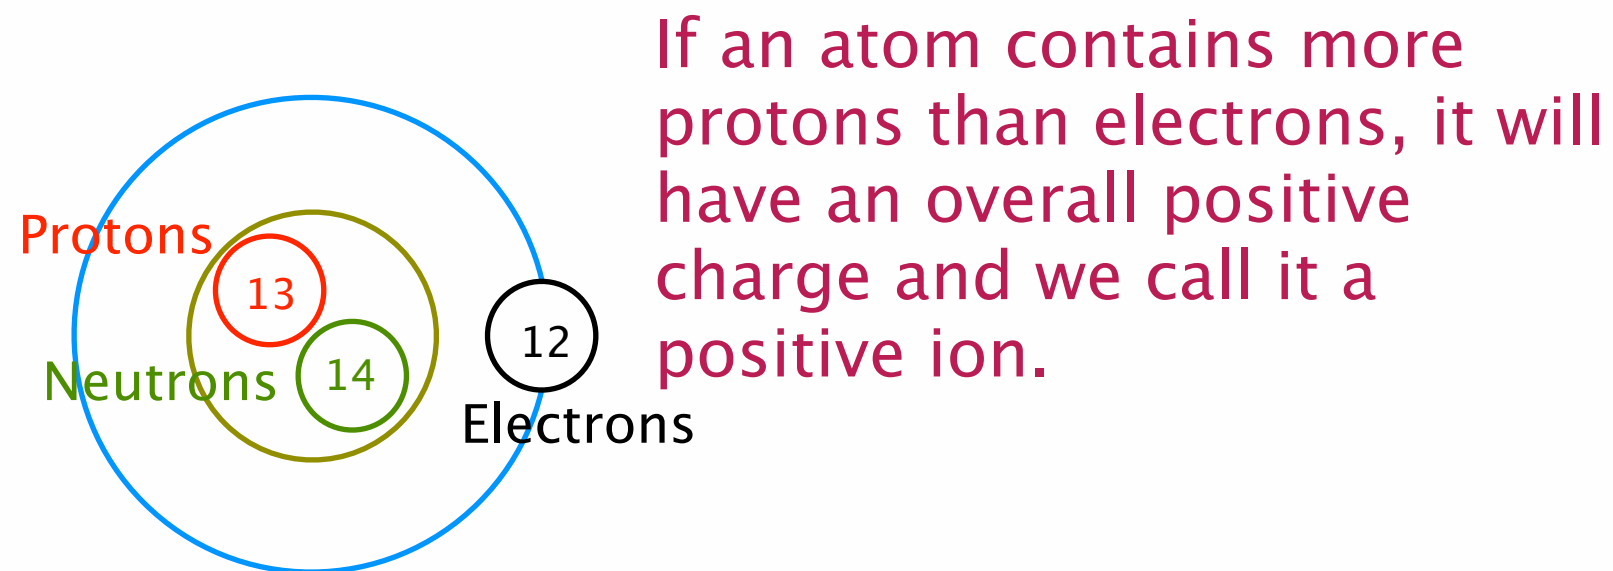 If an atom contains more
protons than electrons, it will
have an overall positive
charge and we call it a
positive ion.
Protons
13
Neutrons
14
12
Electrons